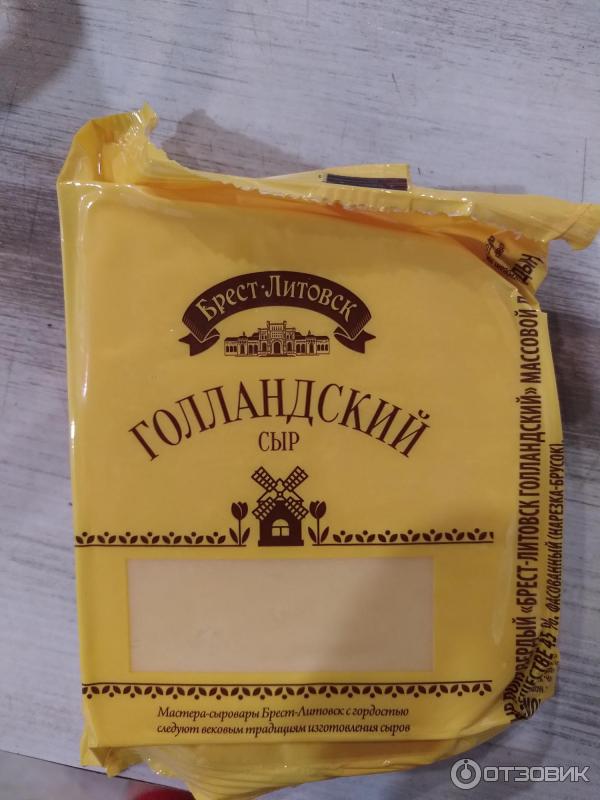 БРЕСТ-ЛИТОВСК
ГОЛЛАНДСКИЙ
СЫР
Мастера-сыровары Брест-Литовск с гордостью
следуют вековым традициям изготовления сыров
«БРЕСТ-ЛИТОВСК ГОЛЛАНДСКИЙ» МАССОВОЙ
45 %. ФАСОВАННЫЙ (НАРЕЗКА-БРУСОК)
ОТЗОВИК